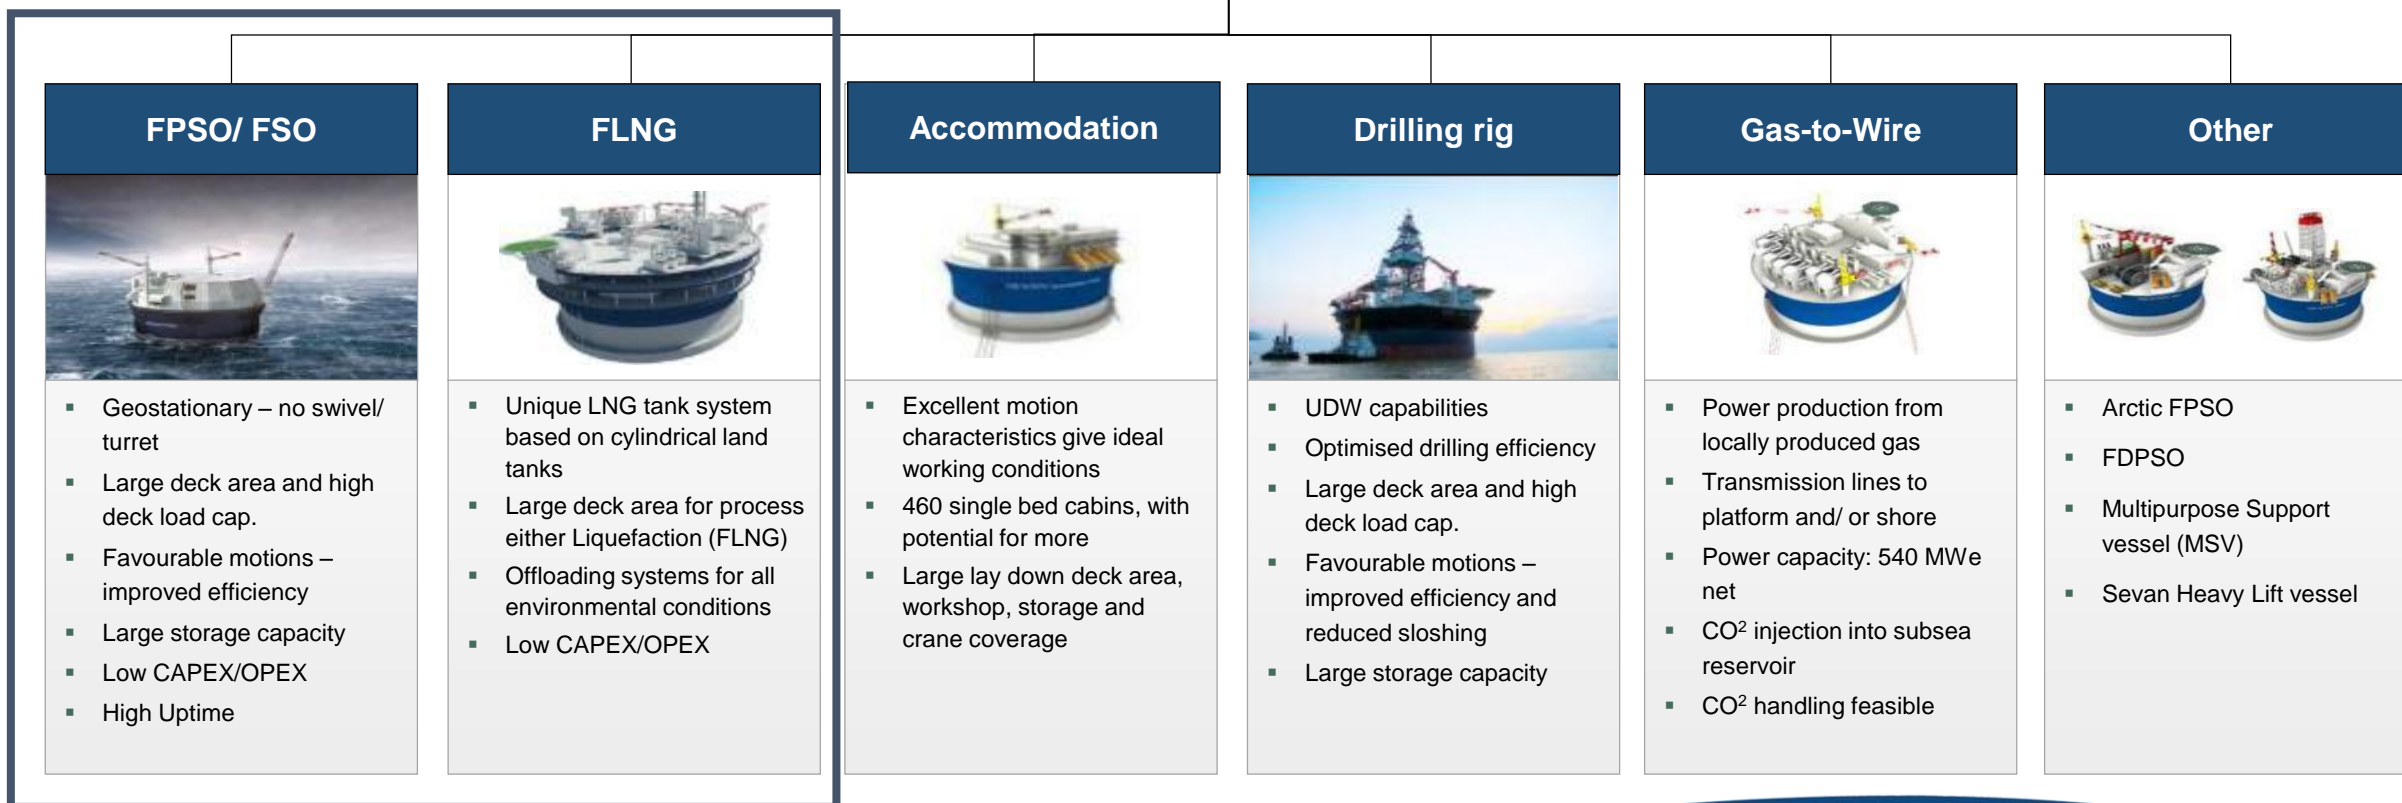 FPSO/ FSO
▪ Geostationary – no swivel/
turret
▪ Large deck area and high
deck load cap.
▪ Favourable motions –
improved efficiency
▪ Large storage capacity
▪ Low CAPEX/OPEX
▪ High Uptime
FLNG
▪ Unique LNG tank system
based on cylindrical land
tanks
▪ Large deck area for process
either Liquefaction (FLNG)
▪ Offloading systems for all
environmental conditions
▪ Low CAPEX/OPEX
Accommodation
▪ Excellent motion
characteristics give ideal
working conditions
▪ 460 single bed cabins, with
potential for more
▪ Large lay down deck area,
workshop, storage and
crane coverage
Drilling rig
▪ UDW capabilities
▪ Optimised drilling efficiency
▪ Large deck area and high
deck load cap.
▪ Favourable motions –
improved efficiency and
reduced sloshing
▪ Large storage capacity
Gas-to-Wire
▪ Power production from
locally produced gas
▪ Transmission lines to
platform and/ or shore
▪ Power capacity: 540 MWe
net
▪ CO² injection into subsea
reservoir
▪ CO² handling feasible
Other
▪ Arctic FPSO
▪ FDPSO
▪ Multipurpose Support
vessel (MSV)
▪ Sevan Heavy Lift vessel